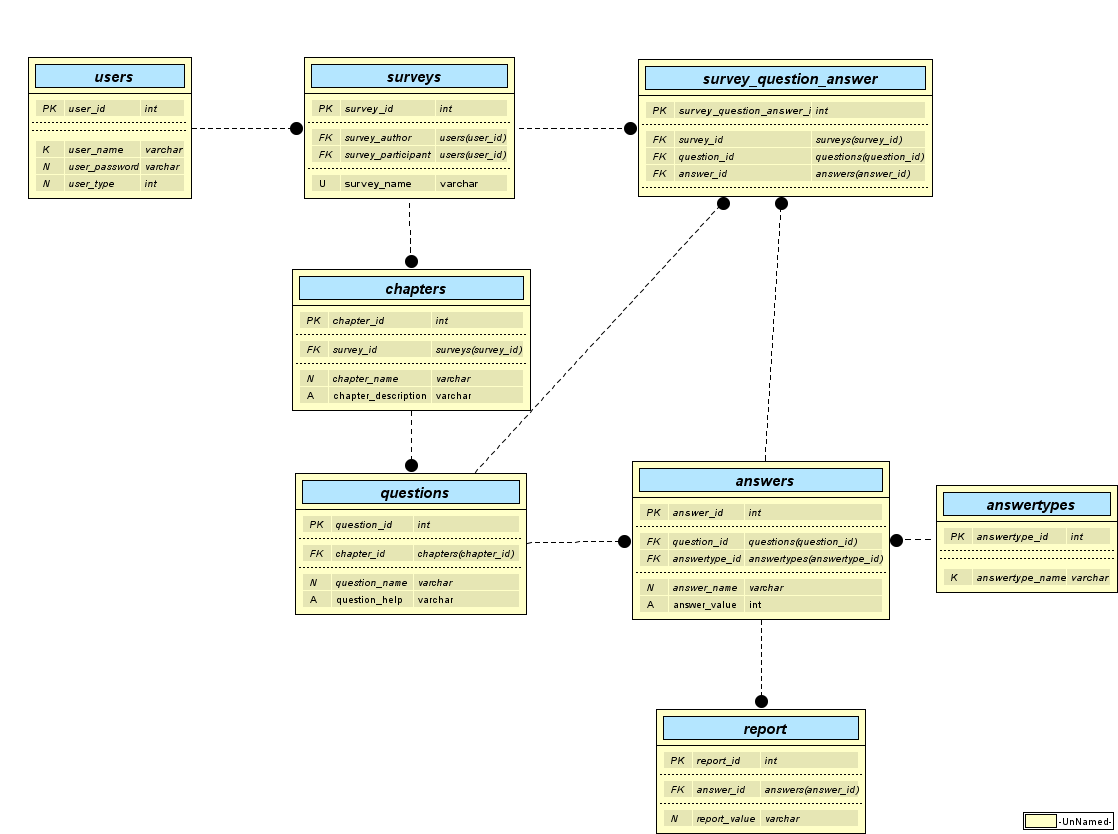 users
PK user_id int
K user_name varchar
N user_password varchar
N user_type int
surveys
PK survey_id int
FK survey_author users(user_id)
FK survey_participant users(user_id)
U survey_name varchar
survey_question_answer
PK survey_question_answer_i int
FK survey_id surveys(survey_id)
FK question_id questions(question_id)
FK answer_id answers(answer_id)
chapters
PK chapter_id int
FK survey_id surveys(survey_id)
N chapter_name varchar
A chapter_description varchar
questions
PK question_id int
FK chapter_id chapters(chapter_id)
N question_name varchar
A question_help varchar
answers
PK answer_id int
FK question_id questions(question_id)
FK answertype_id answertypes(answertype_id)
N answer_name varchar
A answer_value int
answertypes
PK answertype_id int
K answertype_name varchar
report
PK report_id int
FK answer_id answers(answer_id)
N report_value varchar
-UnNamed-